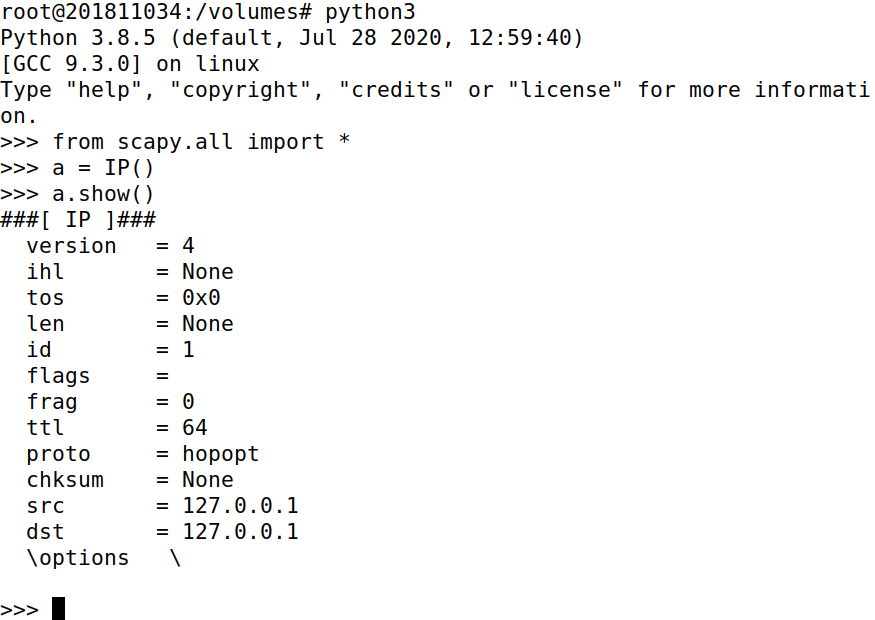 root@201811034:/volumes# python3
Python 3.8.5 (default, Jul 28 2020, 12:59:40)
[GCC 9.3.0] on linux
Type "help", "copyright", "credits" or "license" for more informati
on.
>>> from scapy.all import *
>>> a = IP()
>>> a.show()
###[ IP ]###
  version   = 4
  ihl       = None
  tos       = 0x0
  len       = None
  id        = 1
  flags     =
  frag      = 0
  ttl       = 64
  proto     = hopopt
  chksum    = None
  src       = 127.0.0.1
  dst       = 127.0.0.1
  \options   \
>>>